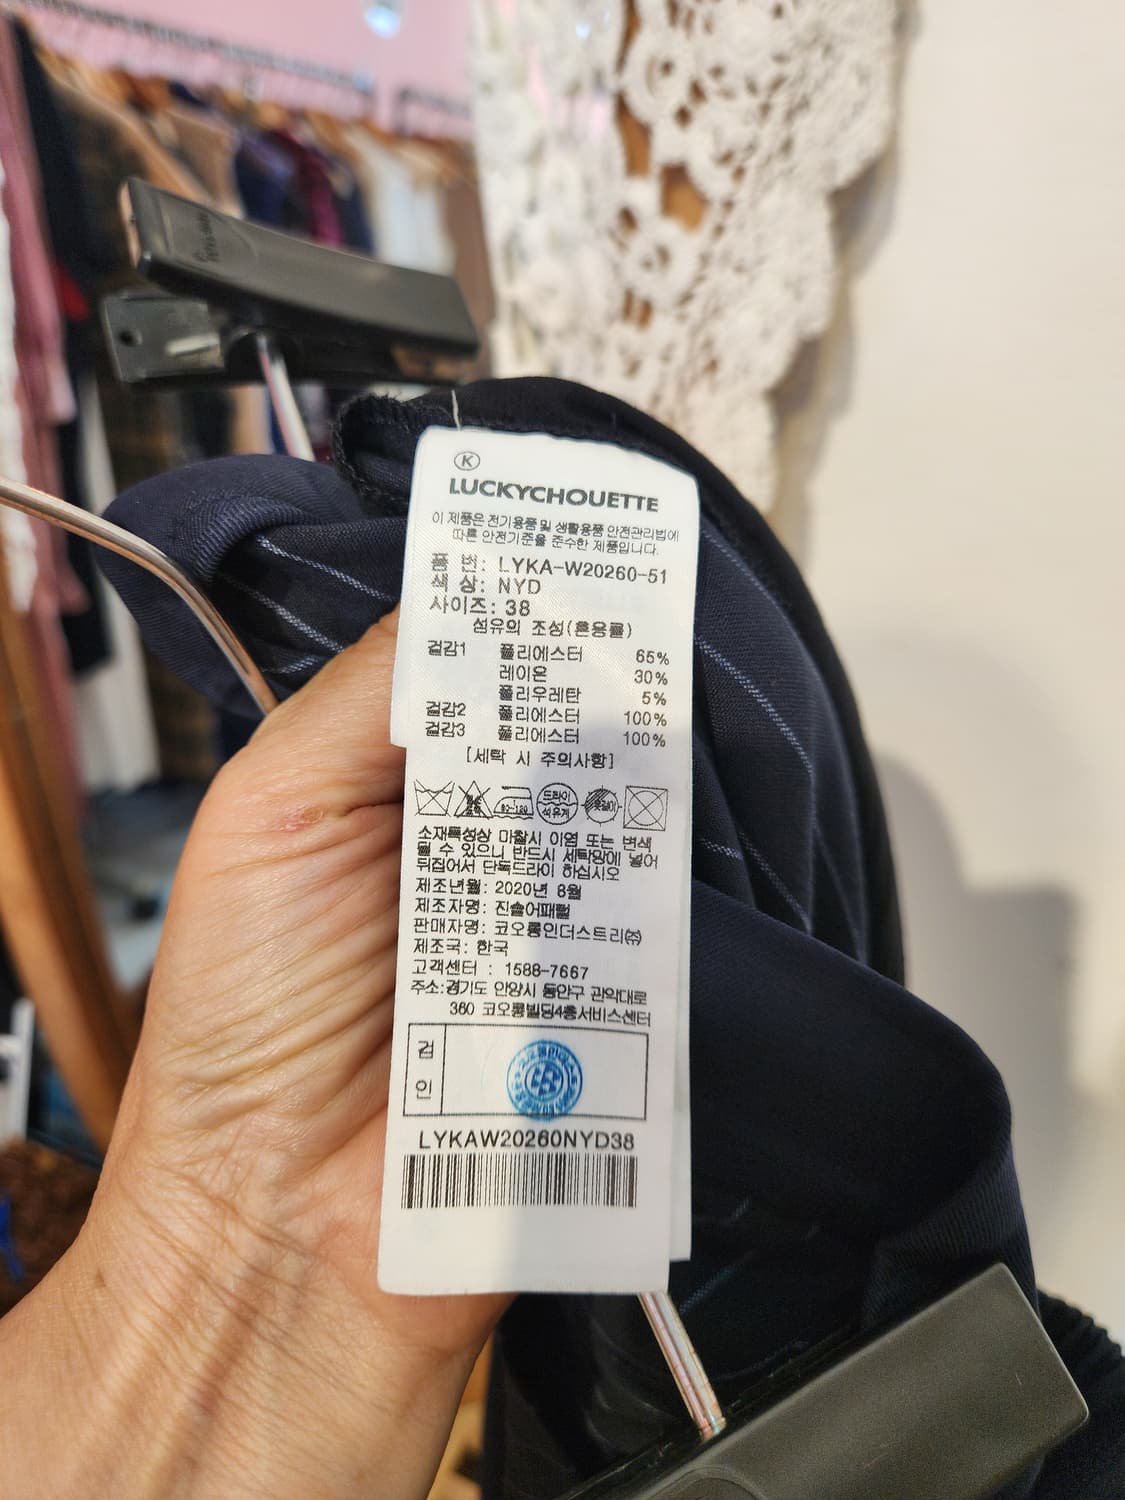 K
LUCKYCHOUETTE
이 제품은 전기용품 및 생활용품 안전관리법에
따른 안전기준을 준수한 제품입니다.
품 번: LYKA-W20260-51
색 상: NYD
사이즈: 38
섬유의 조성(혼용률)
겉감1 폴리에스터 65%
레이온 30%
폴리우레탄 5%
겉감2 폴리에스터 100%
겉감3 폴리에스터 100%
[세탁 시 주의사항]
80~120 드라이
석유계
소재특성상 마찰시 이염 또는 변색
될 수 있으니 반드시 세탁망에 넣어
뒤집어서 단독드라이 하십시오
제조년월: 2020년 8월
제조자명: 진솔어패럴
판매자명: 코오롱인더스트리㈜
제조국: 한국
고객센터 : 1588-7667
주소:경기도 안양시 동안구 관악대로
360 코오롱빌딩4층서비스센터
검
인
LYKAW20260NYD38